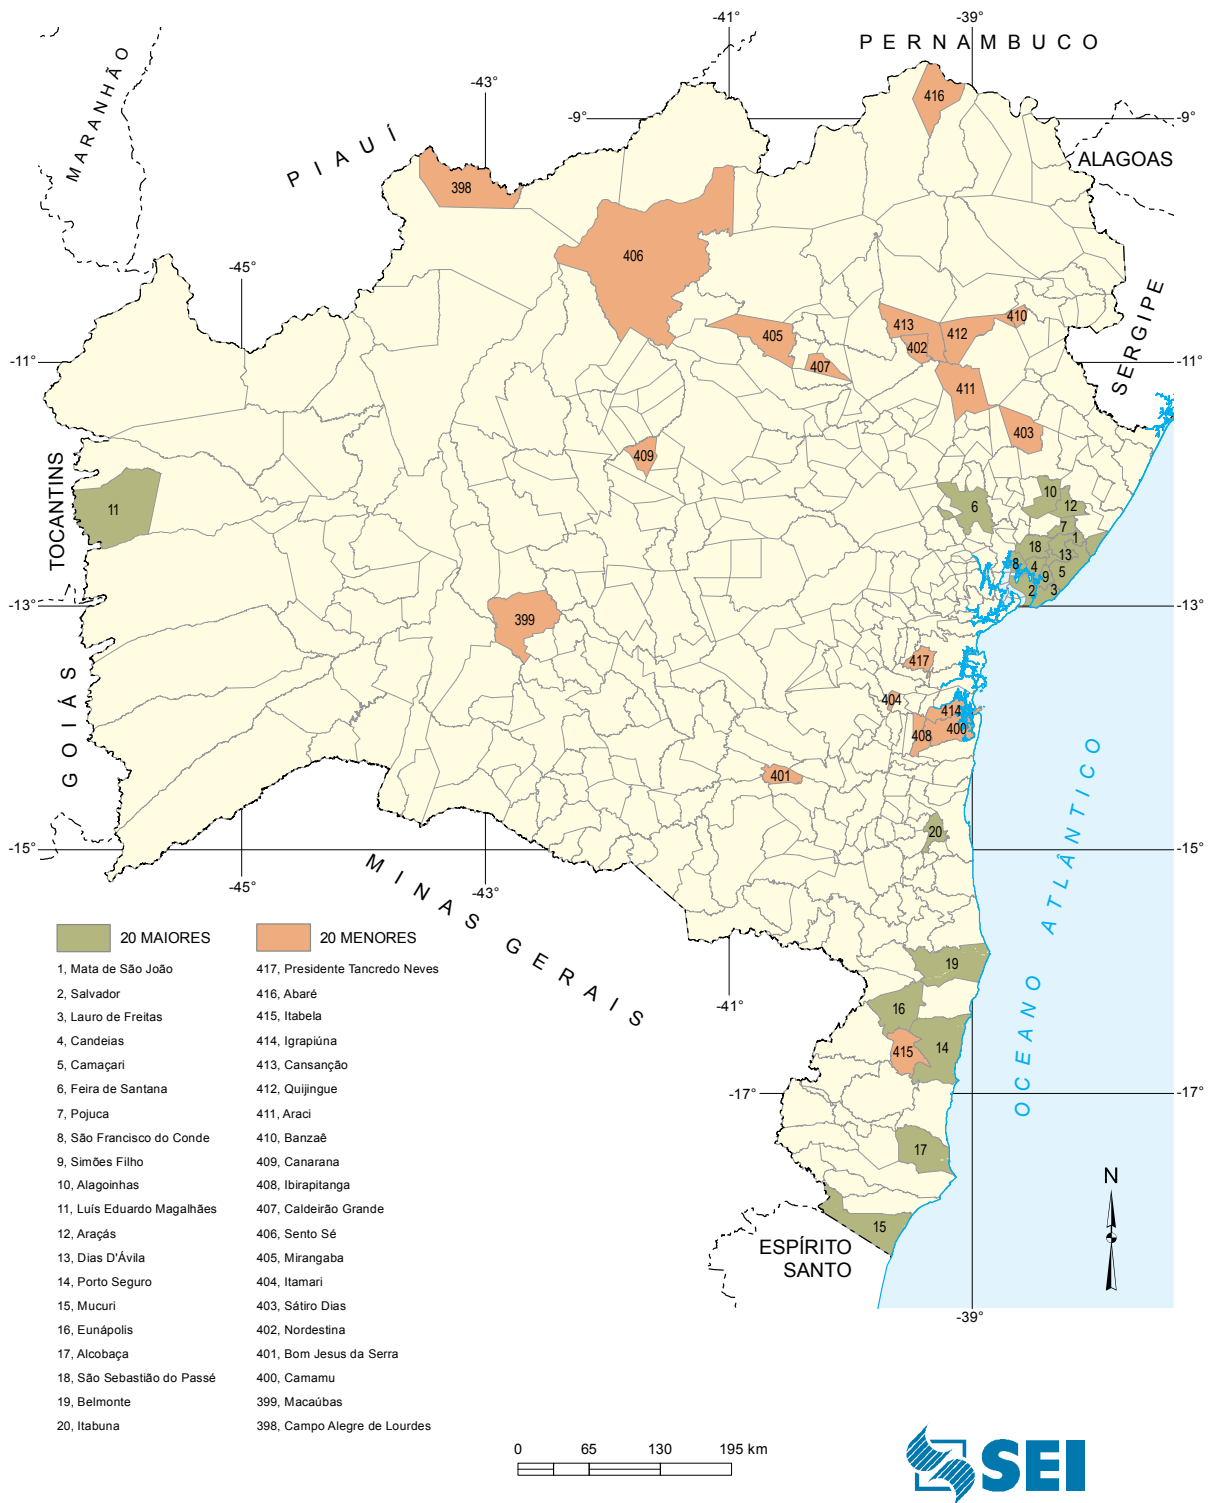 -41°
-39°
PERNAMBUCO
MARANHÃO
-43°
416
-9°
-9°
PIAUÍ
ALAGOAS
398
406
-45°
SERGIPE
410
413
412
405
402
407
-11°
-11°
411
403
409
TOCANTINS
11
10
12
6
7
1
18
13
8
4
5
9
2
3
-13°
-13°
399
417
GOIÁS
404
414
400
408
401
OCEANO ATLÂNTICO
20
-15°
-15°
-45°
-43°
MINAS GERAIS
20 MAIORES
20 MENORES
1, Mata de São João
2, Salvador
3, Lauro de Freitas
4, Candeias
5, Camaçari
6, Feira de Santana
7, Pojuca
8, São Francisco do Conde
9, Simões Filho
10, Alagoinhas
11, Luís Eduardo Magalhães
12, Araçás
13, Dias D'Ávila
14, Porto Seguro
15, Mucuri
16, Eunápolis
17, Alcobaça
18, São Sebastião do Passé
19, Belmonte
20, Itabuna
417, Presidente Tancredo Neves
416, Abaré
415, Itabela
414, Igrapiúna
413, Cansanção
412, Quijingue
411, Araci
410, Banzaê
409, Canarana
408, Ibirapitanga
407, Caldeirão Grande
406, Sento Sé
405, Mirangaba
404, Itamari
403, Sátiro Dias
402, Nordestina
401, Bom Jesus da Serra
400, Camamu
399, Macaúbas
398, Campo Alegre de Lourdes
19
-41°
16
415
14
-17°
-17°
17
N
15
ESPÍRITO
SANTO
-39°
0 65 130 195 km
SEI